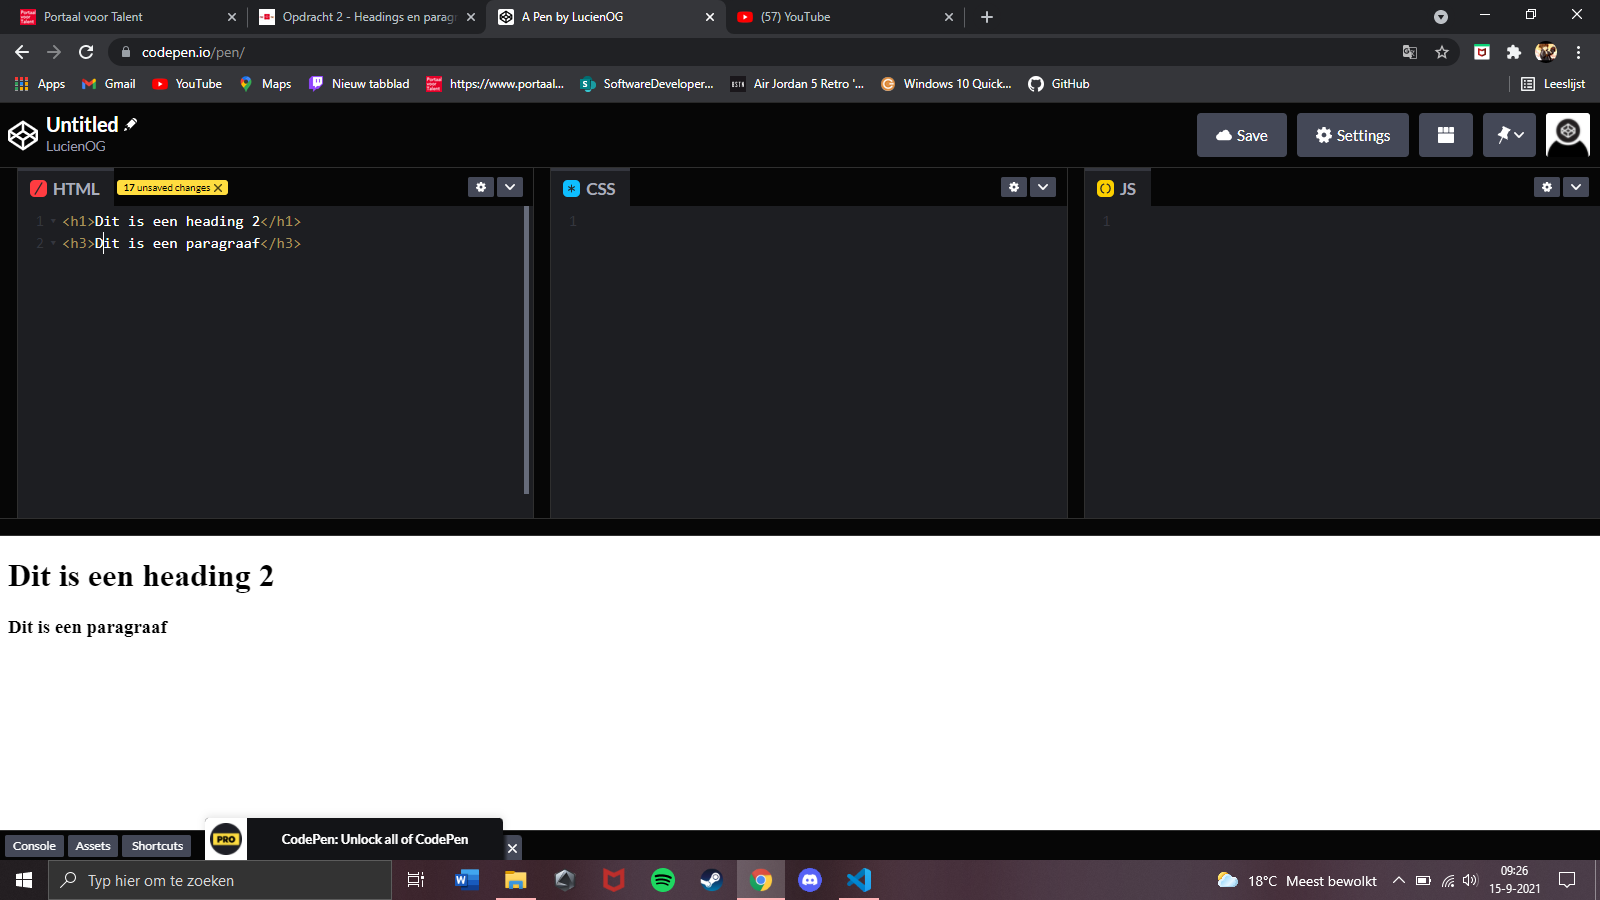 Portaal voor Talent
Opdracht 2 - Headings en paragr
A Pen by LucienOG
(57) YouTube
codepen.io/pen/
Apps
Gmail
YouTube
Maps
Nieuw tabblad
https://www.portaal...
SoftwareDeveloper...
Air Jordan 5 Retro '...
Windows 10 Quick...
GitHub
Leeslijst
Untitled
LucienOG
Save
Settings
HTML
17 unsaved changes
CSS
JS
1 <h1>Dit is een heading 2</h1>
2 <h3>Dit is een paragraaf</h3>
1
1
Dit is een heading 2
Dit is een paragraaf
Console
Assets
Shortcuts
PRO
CodePen: Unlock all of CodePen
Typ hier om te zoeken
18°C Meest bewolkt
09:26
15-9-2021